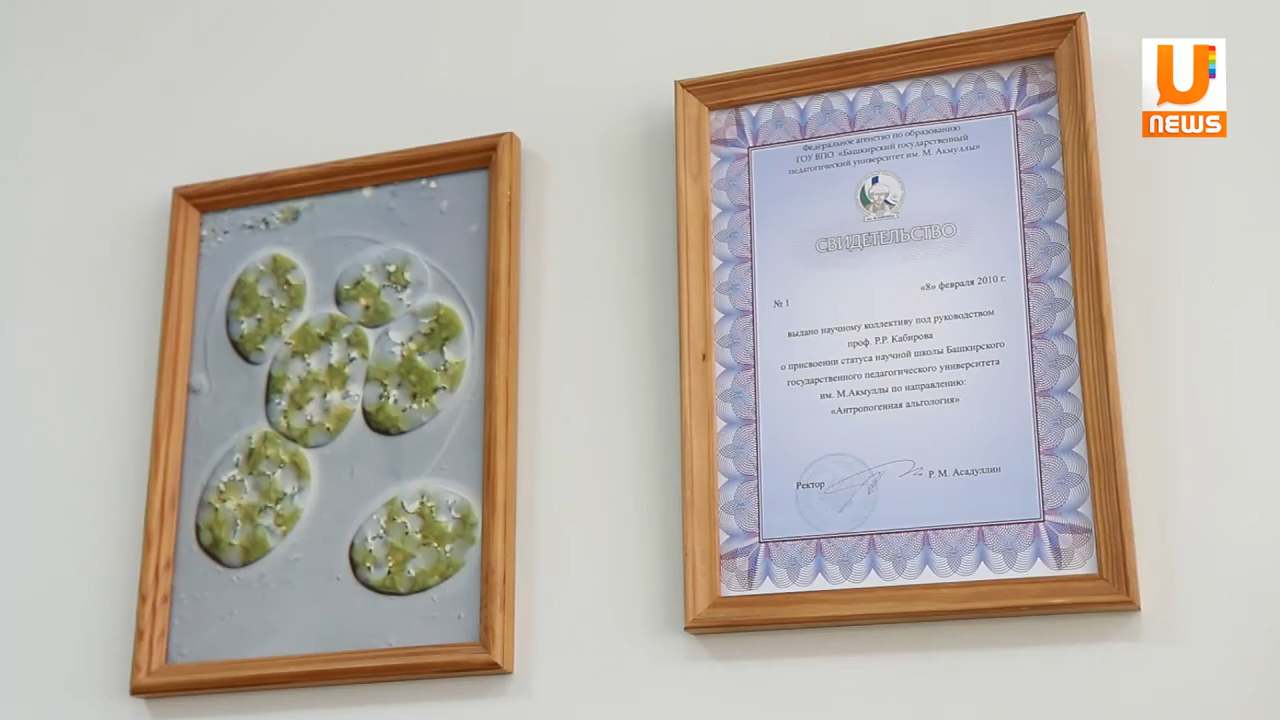 U
NEWS
Федеральное агенство по образованию
ГОУ ВПО «Башкирский государственный
педагогический университет им. М. Акмуллы»
СВИДЕТЕЛЬСТВО
«8» февраля 2010 г.
№ 1
выдано научному коллективу под руководством
проф. Р.Р. Кабирова
о присвоении статуса научной школы Башкирского
государственного педагогического университета
им. М.Акмуллы по направлению:
«Антропогенная альгология»
Ректор Р. М. Асадуллин